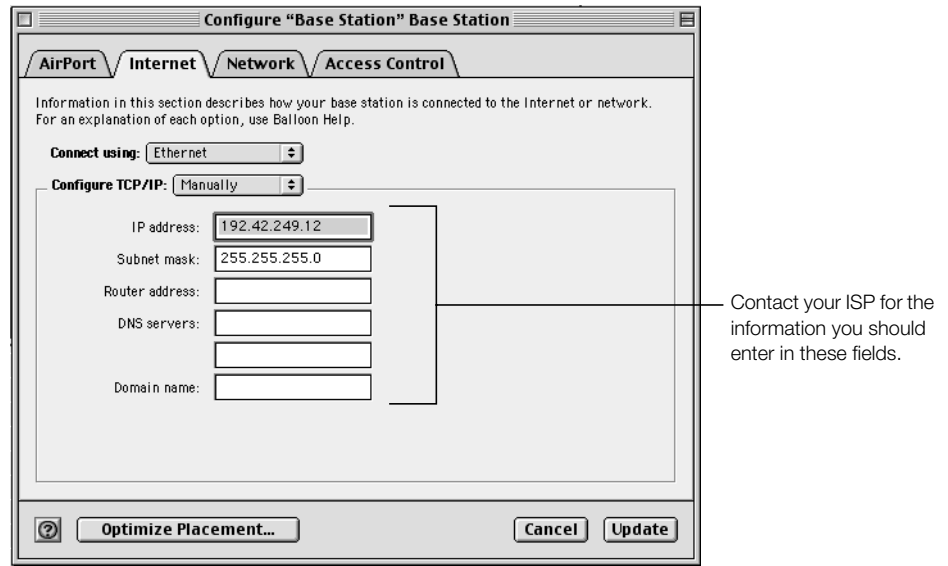 Configure “Base Station” Base Station
AirPort Internet Network Access Control
Information in this section describes how your base station is connected to the Internet or network.
For an explanation of each option, use Balloon Help.
Connect using: Ethernet
Configure TCP/IP: Manually
IP address: 192.42.249.12
Subnet mask: 255.255.255.0
Router address:
DNS servers:
Domain name:
Contact your ISP for the
information you should
enter in these fields.
? Optimize Placement... Cancel Update